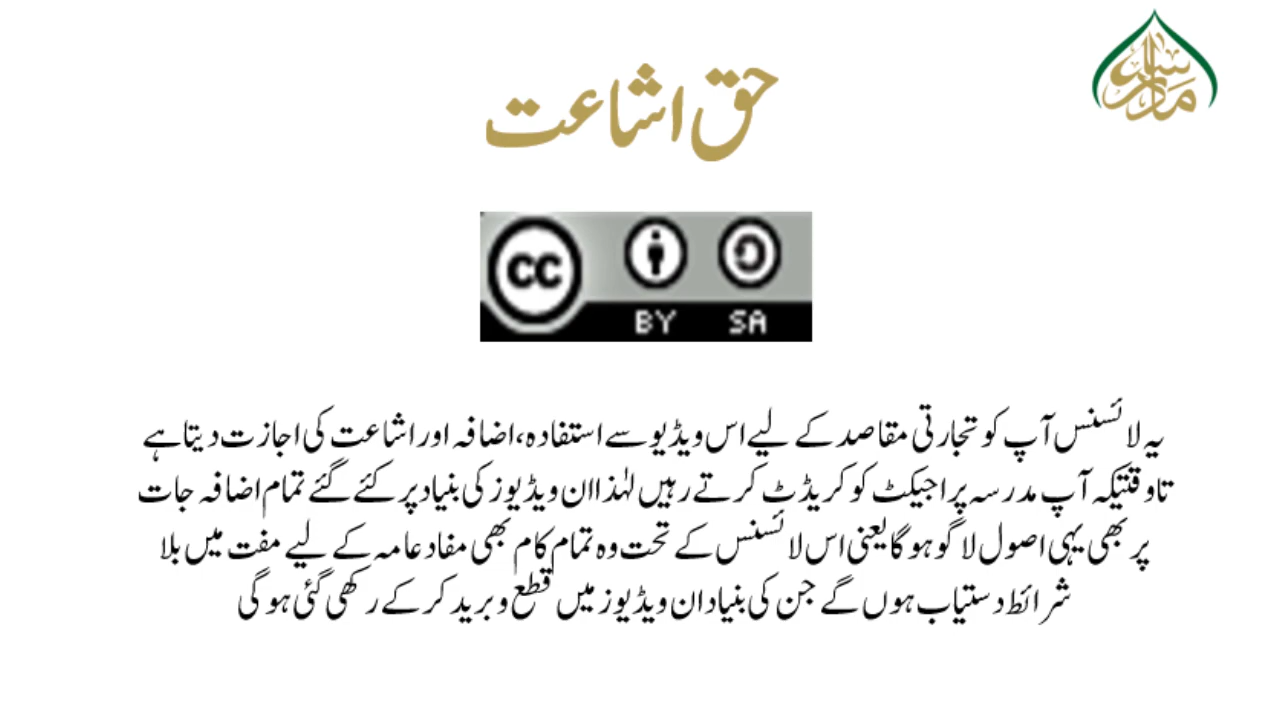 مدرسہ
حق اشاعت
cc
BY SA
یہ لائسنس آپ کو تجارتی مقاصد کے لیے اس ویڈیو سے استفادہ، اضافہ اور اشاعت کی اجازت دیتا ہے
تاوقتیکہ آپ مدرسہ پراجیکٹ کو کریڈٹ کرتے رہیں لہٰذا ان ویڈیوز کی بنیاد پر کئے گئے تمام اضافہ جات
پر بھی یہی اصول لاگو ہوگا یعنی اس لائسنس کے تحت وہ تمام کام بھی مفاد عامہ کے لیے مفت میں بلا
شرائط دستیاب ہوں گے جن کی بنیاد ان ویڈیوز میں قطع و برید کر کے رکھی گئی ہوگی